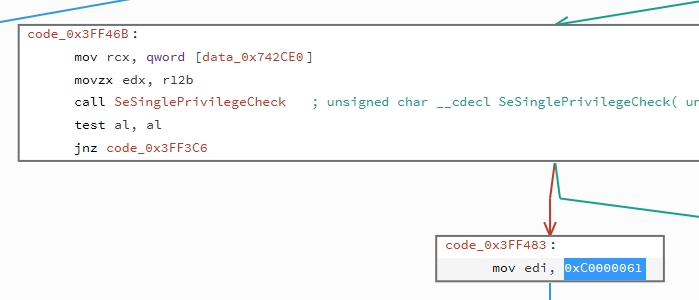 code_0x3FF46B:
mov rcx, qword [data_0x742CE0]
movzx edx, r12b
call SeSinglePrivilegeCheck ; unsigned char __cdecl SeSinglePrivilegeCheck( un
test al, al
jnz code_0x3FF3C6
code_0x3FF483:
mov edi, 0xC0000061